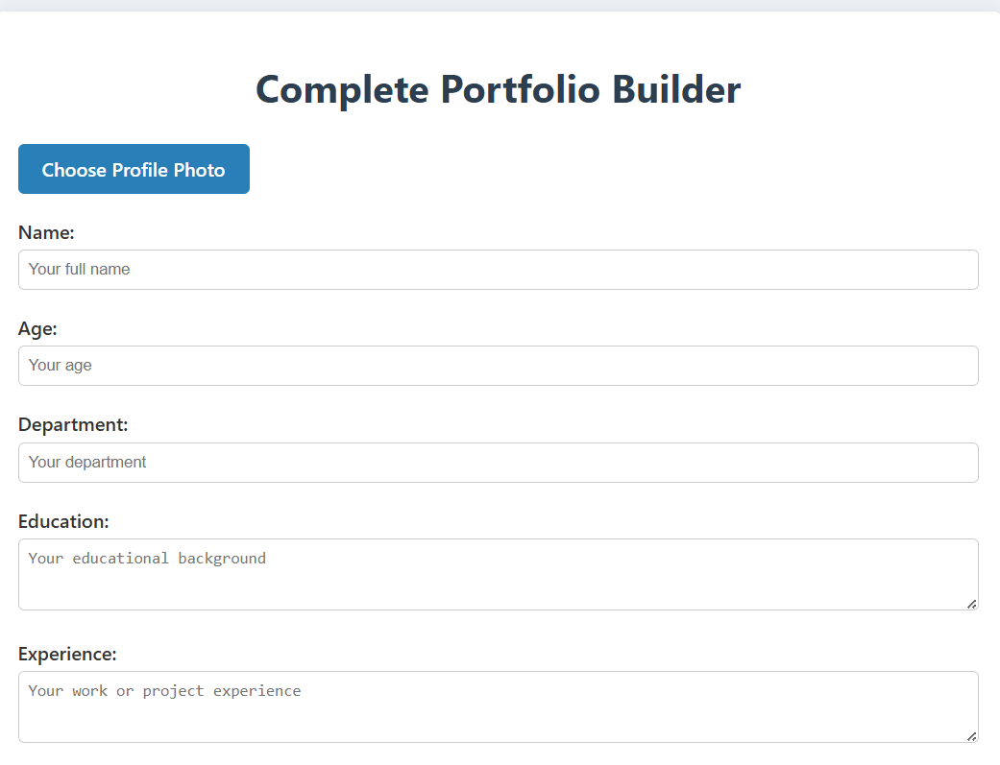 Complete Portfolio Builder
Choose Profile Photo
Name:
Your full name
Age:
Your age
Department:
Your department
Education:
Your educational background
Experience:
Your work or project experience